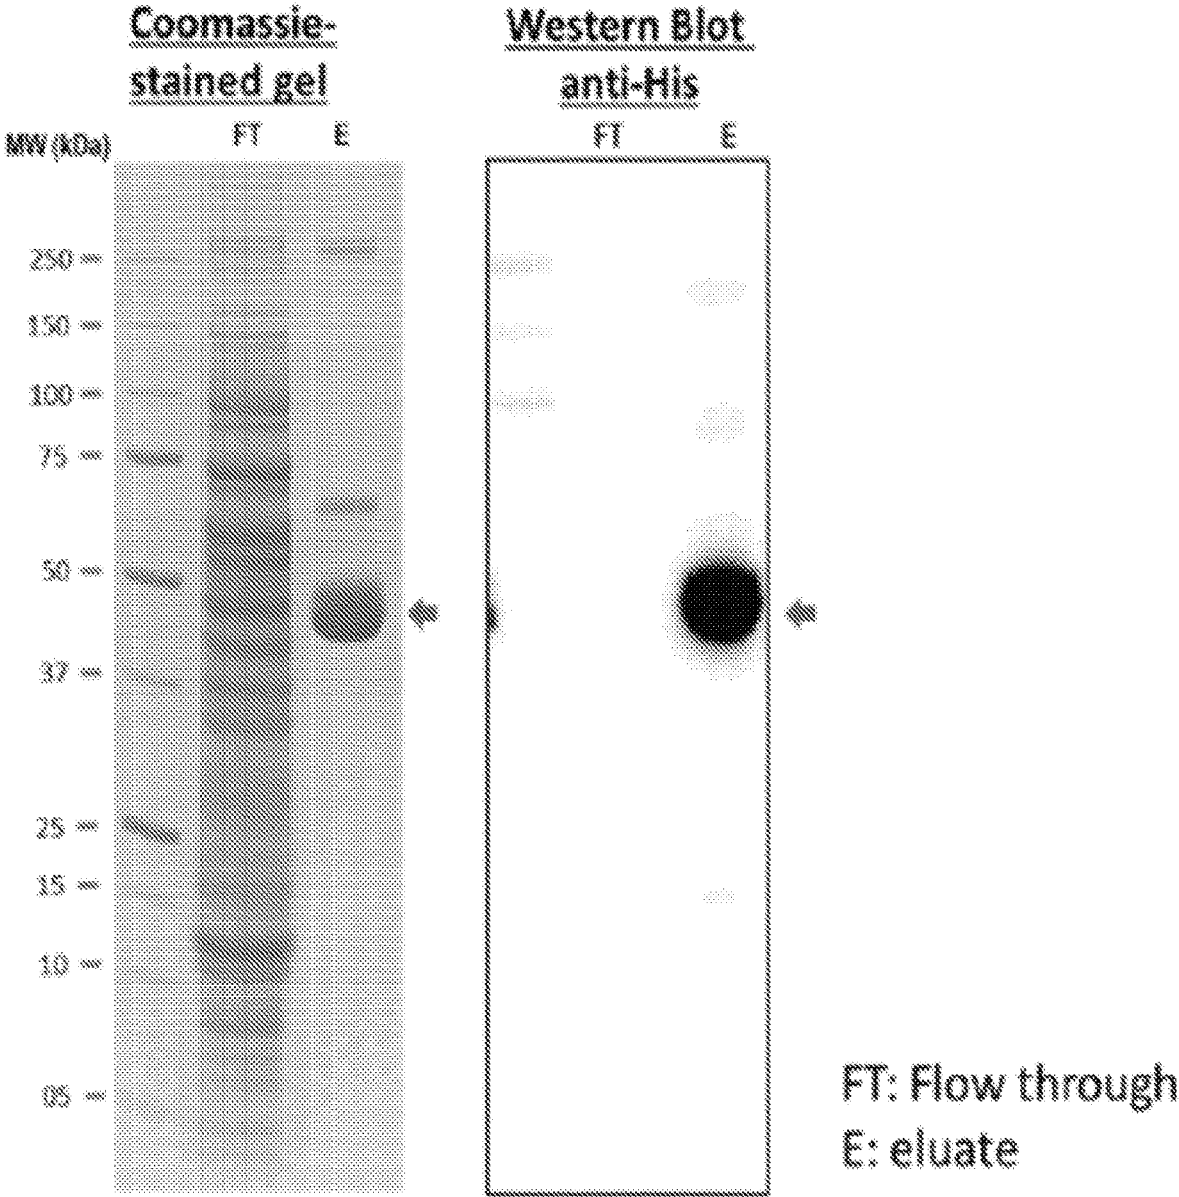 Coomassie-
stained gel
Western Blot
anti-His
MW (kDa)
FT E
FT E
250
150
100
75
50
37
25
15
10
05
FT: Flow through
E: eluate